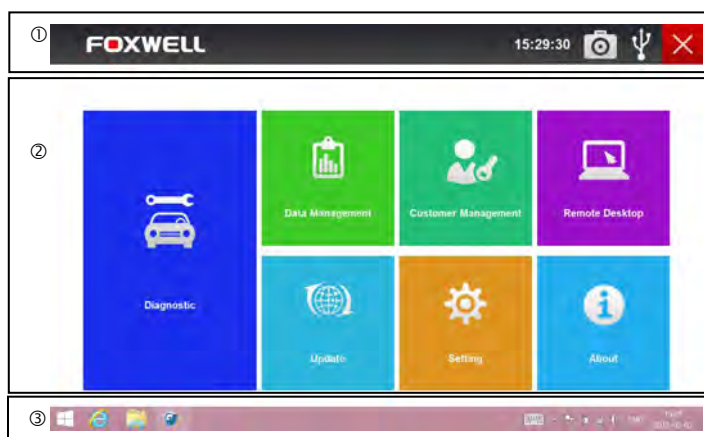 ①
FOXWELL
15:29:30
②
Data Management
Customer Management
Remote Desktop
Diagnostic
Update
Setting
About
③